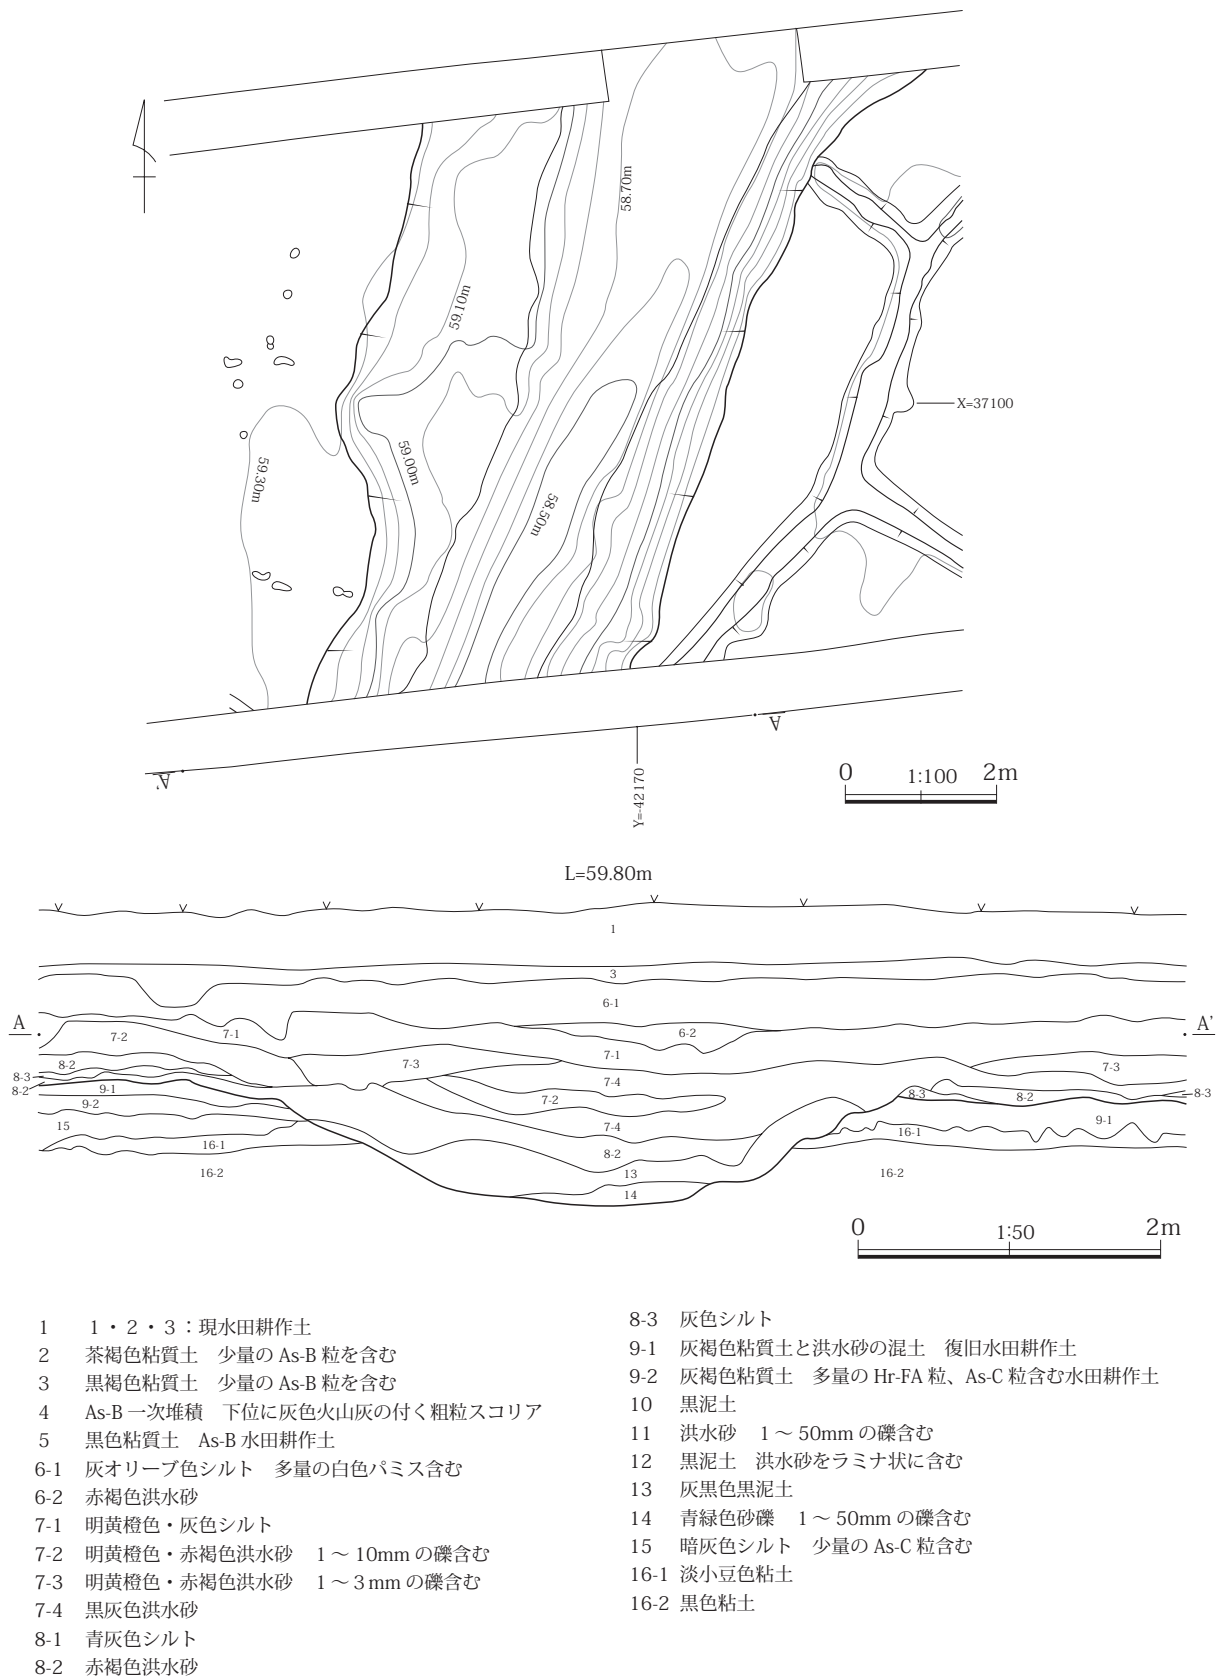 58.70m
59.10m
X=37100
59.00m
59.30m
58.50m
A
A'
Y=-42170
0 1:100 2m
L=59.80m
1
3
6-1
A
A'
7-2
7-1
6-2
7-1
8-2
7-3
7-4
7-3
8-3
8-2
9-1
7-2
8-3
8-2
8-3
9-2
9-1
15
7-4
16-1
16-1
8-2
16-2
13
16-2
14
0 1:50 2m
1 1・2・3：現水田耕作土
2 茶褐色粘質土 少量の As-B 粒を含む
3 黒褐色粘質土 少量の As-B 粒を含む
4 As-B 一次堆積 下位に灰色火山灰の付く粗粒スコリア
5 黒色粘質土 As-B 水田耕作土
6-1 灰オリーブ色シルト 多量の白色パミス含む
6-2 赤褐色洪水砂
7-1 明黄橙色・灰色シルト
7-2 明黄橙色・赤褐色洪水砂 1～10mm の礫含む
7-3 明黄橙色・赤褐色洪水砂 1～3mm の礫含む
7-4 黒灰色洪水砂
8-1 青灰色シルト
8-2 赤褐色洪水砂
8-3 灰色シルト
9-1 灰褐色粘質土と洪水砂の混土 復旧水田耕作土
9-2 灰褐色粘質土 多量の Hr-FA 粒、As-C 粒含む水田耕作土
10 黒泥土
11 洪水砂 1～50mm の礫含む
12 黒泥土 洪水砂をラミナ状に含む
13 灰黒色黒泥土
14 青緑色砂礫 1～50mm の礫含む
15 暗灰色シルト 少量の As-C 粒含む
16-1 淡小豆色粘土
16-2 黒色粘土